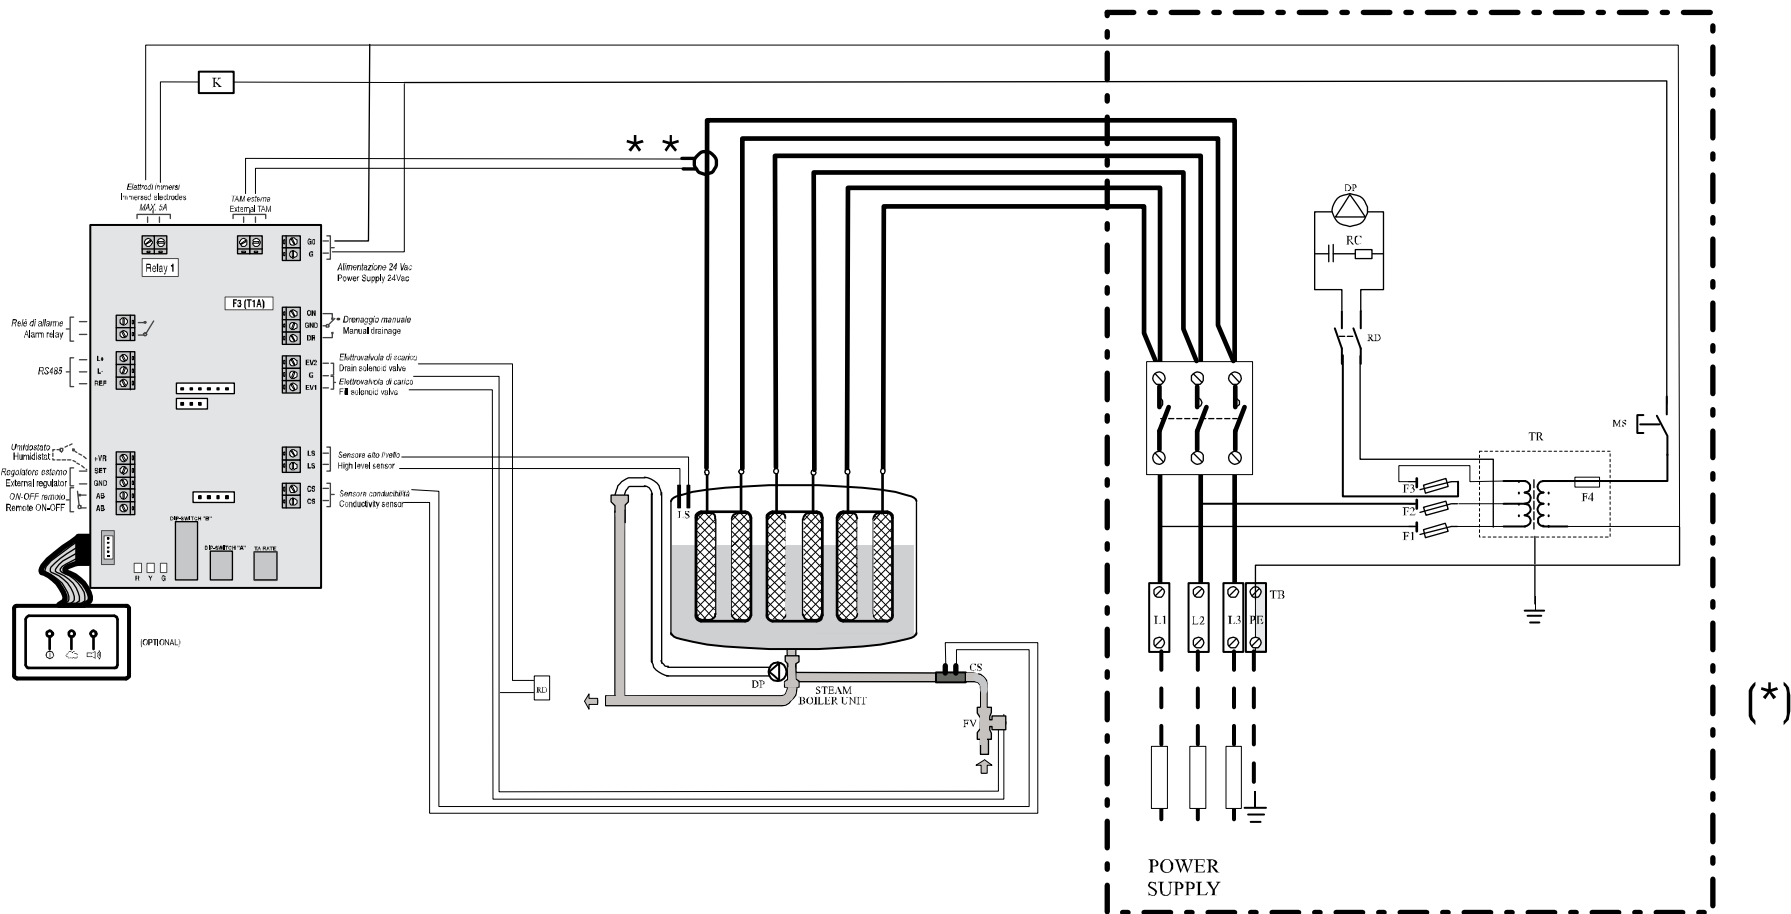 K
* *
Elettrodi immersi
Immersed electrodes
MAX. 5A
TAM esterna
External TAM
Relay 1
G0
G
Alimentazione 24 Vac
Power Supply 24Vac
F3 (T1A)
ON
GND
DR
Drenaggio manuale
Manual drainage
Relè di allarme
Alarm relay
RS485
L+
L-
REF
EV2
G
EV1
Elettrovalvola di scarico
Drain solenoid valve
Elettrovalvola di carico
Fill solenoid valve
Umidostato
Humidistat
Regolatore esterno
External regulator
ON-OFF remoto
Remote ON-OFF
+VR
SET
GND
AB
AB
LS
LS
Sensore alto livello
High level sensor
CS
CS
Sensore conducibilità
Conductivity sensor
DIP-SWITCH "B"
DIP-SWITCH "A"
TA RATE
R Y G
(OPTIONAL)
LS
DP
STEAM
BOILER UNIT
RD
CS
FV
DP
RC
RD
MS
TR
F3
F2
F1
F4
L1
L2
L3
PE
TB
(*)
POWER
SUPPLY